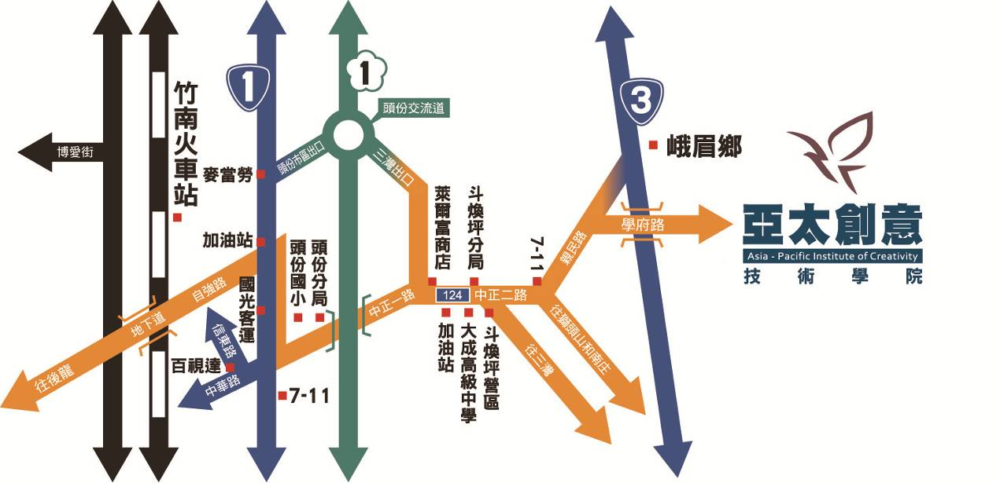 博愛街
竹南火車站
1
1
頭份交流道
頭份市區出口
三灣出口
麥當勞
加油站
頭份國小
頭份分局
國光客運
自強路
地下道
往後龍
信東路
百視達
中華路
7-11
中正一路
萊爾富商店
斗煥坪分局
7-11
124
中正二路
加油站
大成高級中學
斗煥坪營區
往三灣
往獅頭山和南庄
親民路
3
峨眉鄉
學府路
亞太創意
Asia - Pacific Institute of Creativity
技術學院